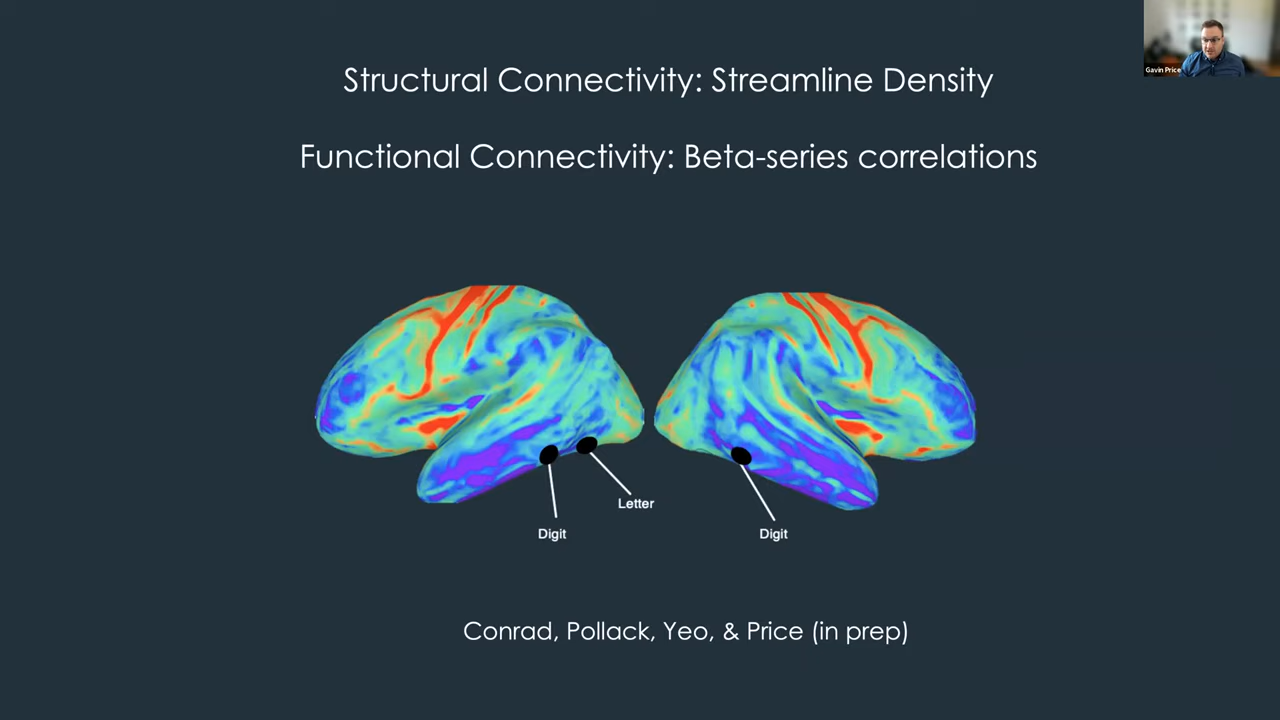 Gavin Price
Structural Connectivity: Streamline Density
Functional Connectivity: Beta-series correlations
Letter
Digit
Digit
Conrad, Pollack, Yeo, & Price (in prep)